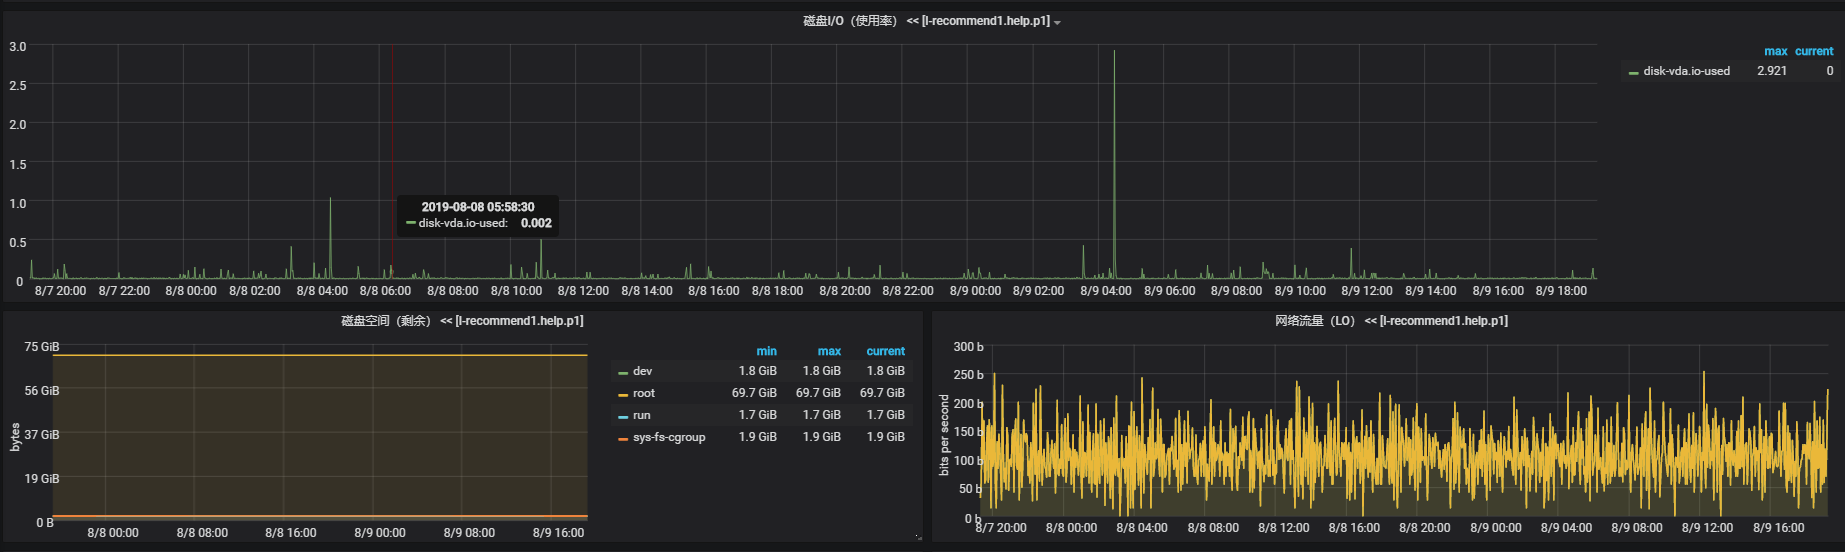 磁盘I/O（使用率） << [l-recommend1.help.p1]
3.0
2.5
2.0
1.5
1.0
0.5
0
max current
disk-vda.io-used 2.921 0
2019-08-08 05:58:30
disk-vda.io-used: 0.002
8/7 20:00 8/7 22:00 8/8 00:00 8/8 02:00 8/8 04:00 8/8 06:00 8/8 08:00 8/8 10:00 8/8 12:00 8/8 14:00 8/8 16:00 8/8 18:00 8/8 20:00 8/8 22:00 8/9 00:00 8/9 02:00 8/9 04:00 8/9 06:00 8/9 08:00 8/9 10:00 8/9 12:00 8/9 14:00 8/9 16:00 8/9 18:00
磁盘空间（剩余） << [l-recommend1.help.p1]
bytes
75 GiB
56 GiB
37 GiB
19 GiB
0 B
8/8 00:00 8/8 08:00 8/8 16:00 8/9 00:00 8/9 08:00 8/9 16:00
min max current
dev 1.8 GiB 1.8 GiB 1.8 GiB
root 69.7 GiB 69.7 GiB 69.7 GiB
run 1.7 GiB 1.7 GiB 1.7 GiB
sys-fs-cgroup 1.9 GiB 1.9 GiB 1.9 GiB
网络流量（LO） << [l-recommend1.help.p1]
bits per second
300 b
250 b
200 b
150 b
100 b
50 b
0 b
8/7 20:00 8/8 00:00 8/8 04:00 8/8 08:00 8/8 12:00 8/8 16:00 8/8 20:00 8/9 00:00 8/9 04:00 8/9 08:00 8/9 12:00 8/9 16:00